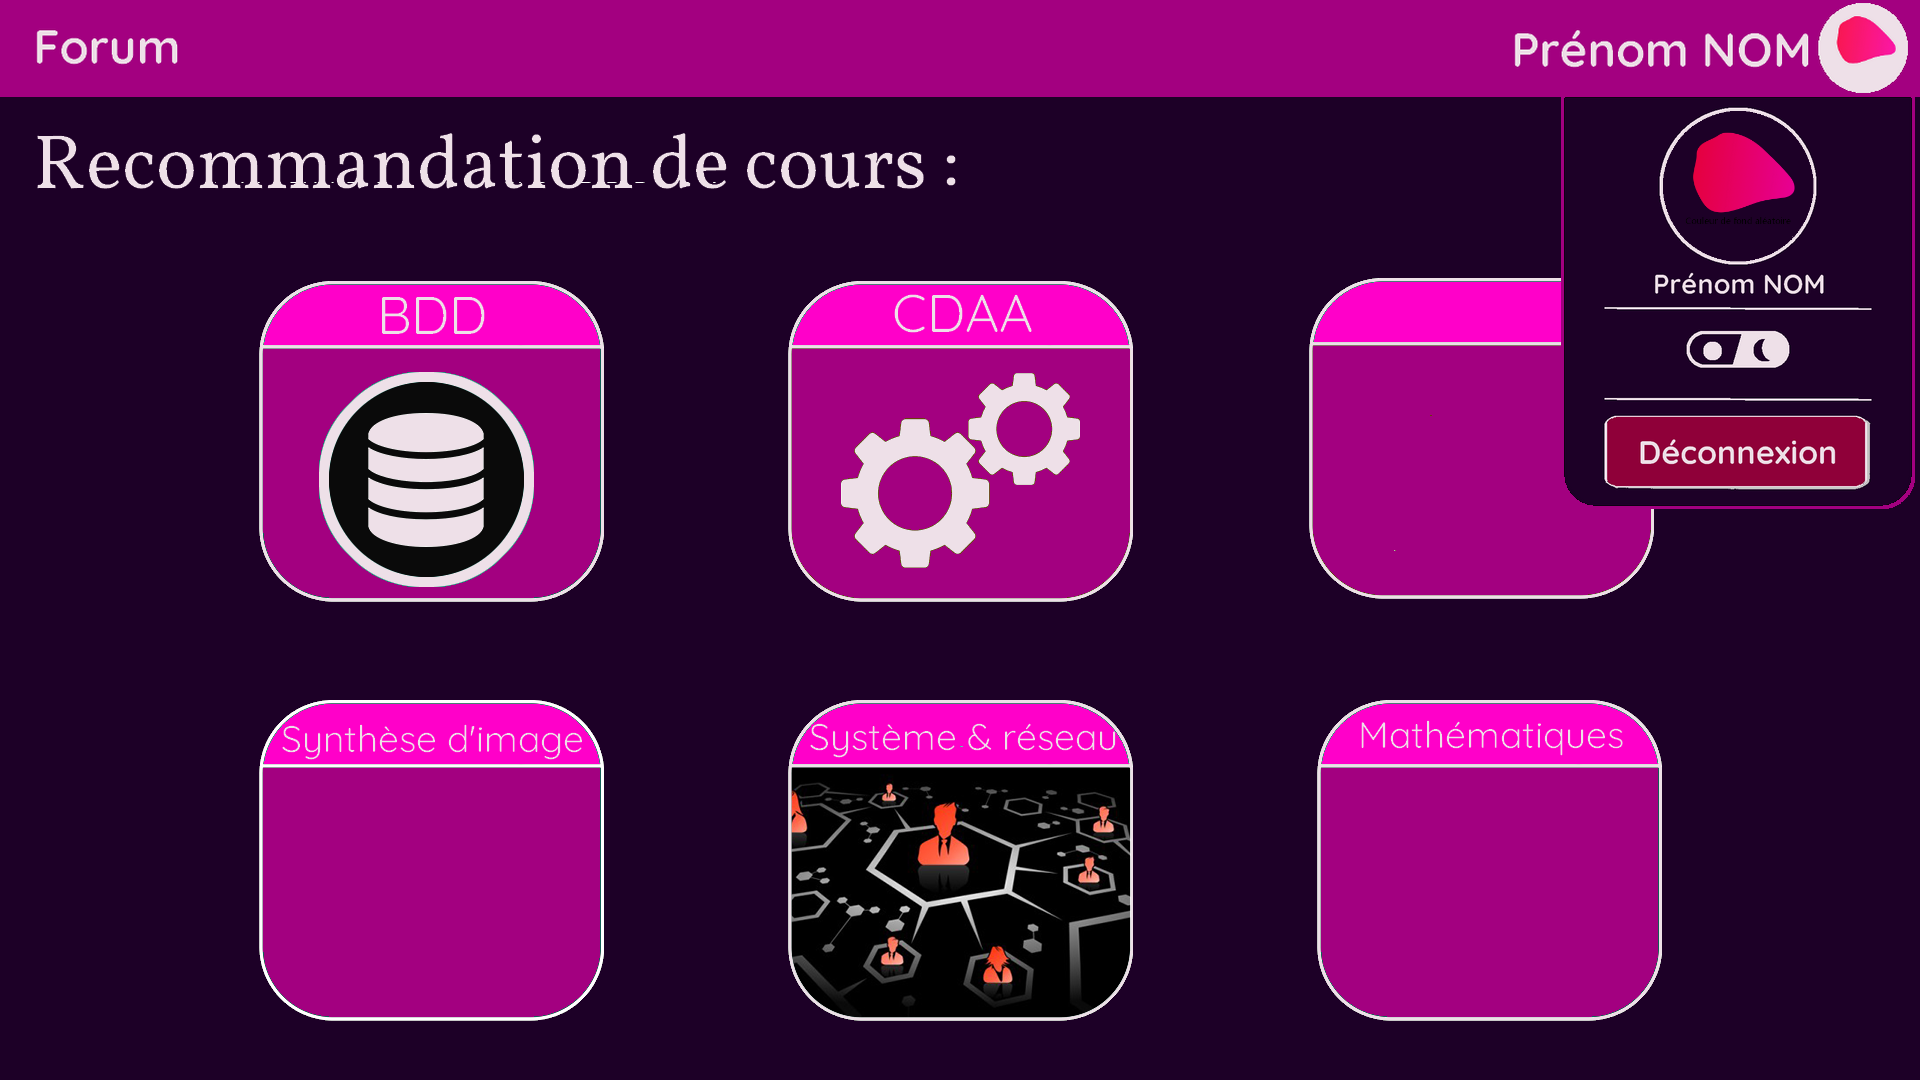 Forum
Prénom NOM
Recommandation de cours :
Prénom NOM
Déconnexion
BDD
CDAA
Synthèse d'image
Système & réseau
Mathématiques